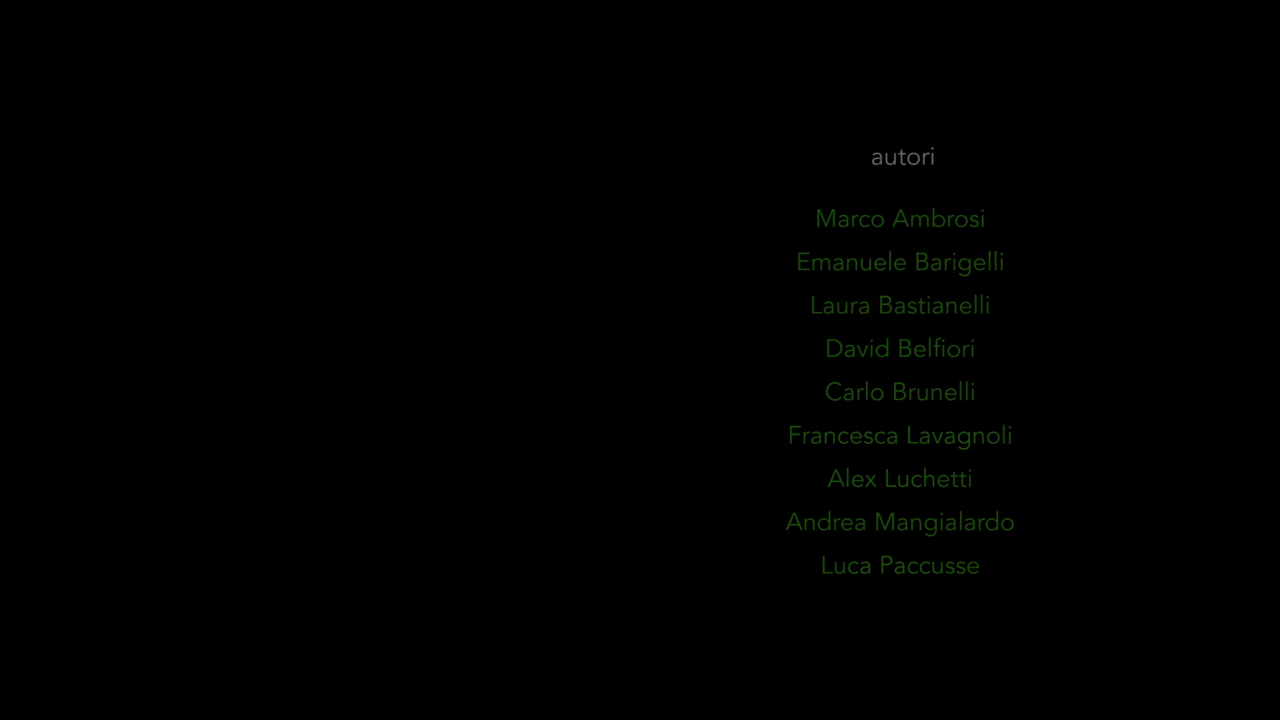 autori
Marco Ambrosi
Emanuele Barigelli
Laura Bastianelli
David Belfiori
Carlo Brunelli
Francesca Lavagnoli
Alex Luchetti
Andrea Mangialardo
Luca Paccusse